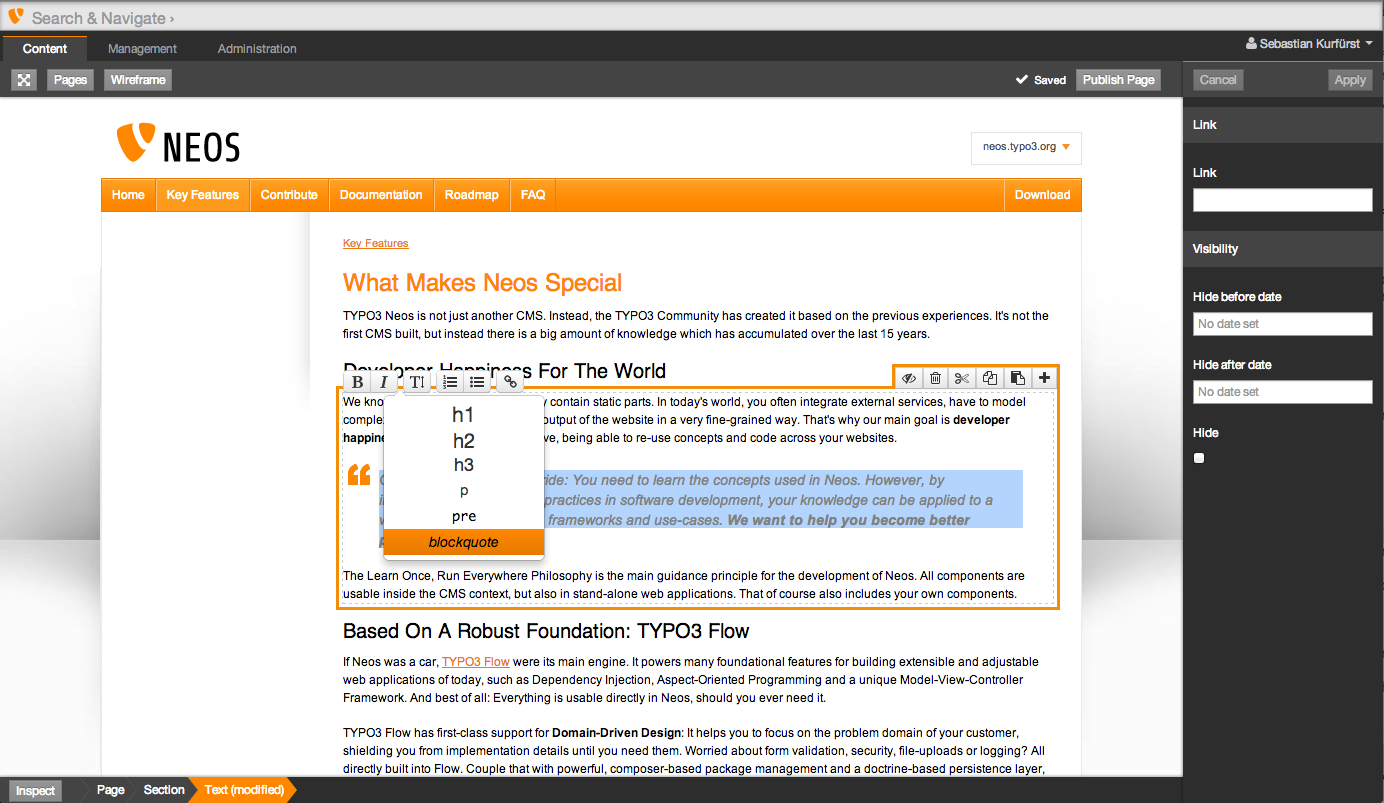 Search & Navigate ›
Content Management Administration Sebastian Kurfürst
Pages Wireframe Saved Publish Page Cancel Apply
NEOS
neos.typo3.org
Home Key Features Contribute Documentation Roadmap FAQ Download
Key Features
What Makes Neos Special
TYPO3 Neos is not just another CMS. Instead, the TYPO3 Community has created it based on the previous experiences. It's not the
first CMS built, but instead there is a big amount of knowledge which has accumulated over the last 15 years.
Developer Happiness For The World
B I T
We know contain static parts. In today's world, you often integrate external services, have to model
output of the website in a very fine-grained way. That's why our main goal is developer
being able to re-use concepts and code across your websites.
You need to learn the concepts used in Neos. However, by
practices in software development, your knowledge can be applied to a
frameworks and use-cases. We want to help you become better
h1
h2
h3
p
pre
blockquote
The Learn Once, Run Everywhere Philosophy is the main guidance principle for the development of Neos. All components are
usable inside the CMS context, but also in stand-alone web applications. That of course also includes your own components.
Based On A Robust Foundation: TYPO3 Flow
If Neos was a car, TYPO3 Flow were its main engine. It powers many foundational features for building extensible and adjustable
web applications of today, such as Dependency Injection, Aspect-Oriented Programming and a unique Model-View-Controller
Framework. And best of all: Everything is usable directly in Neos, should you ever need it.
TYPO3 Flow has first-class support for Domain-Driven Design: It helps you to focus on the problem domain of your customer,
shielding you from implementation details until you need them. Worried about form validation, security, file-uploads or logging? All
directly built into Flow. Couple that with powerful, composer-based package management and a doctrine-based persistence layer,
Link
Link
Visibility
Hide before date
No date set
Hide after date
No date set
Hide
Inspect Page Section Text (modified)